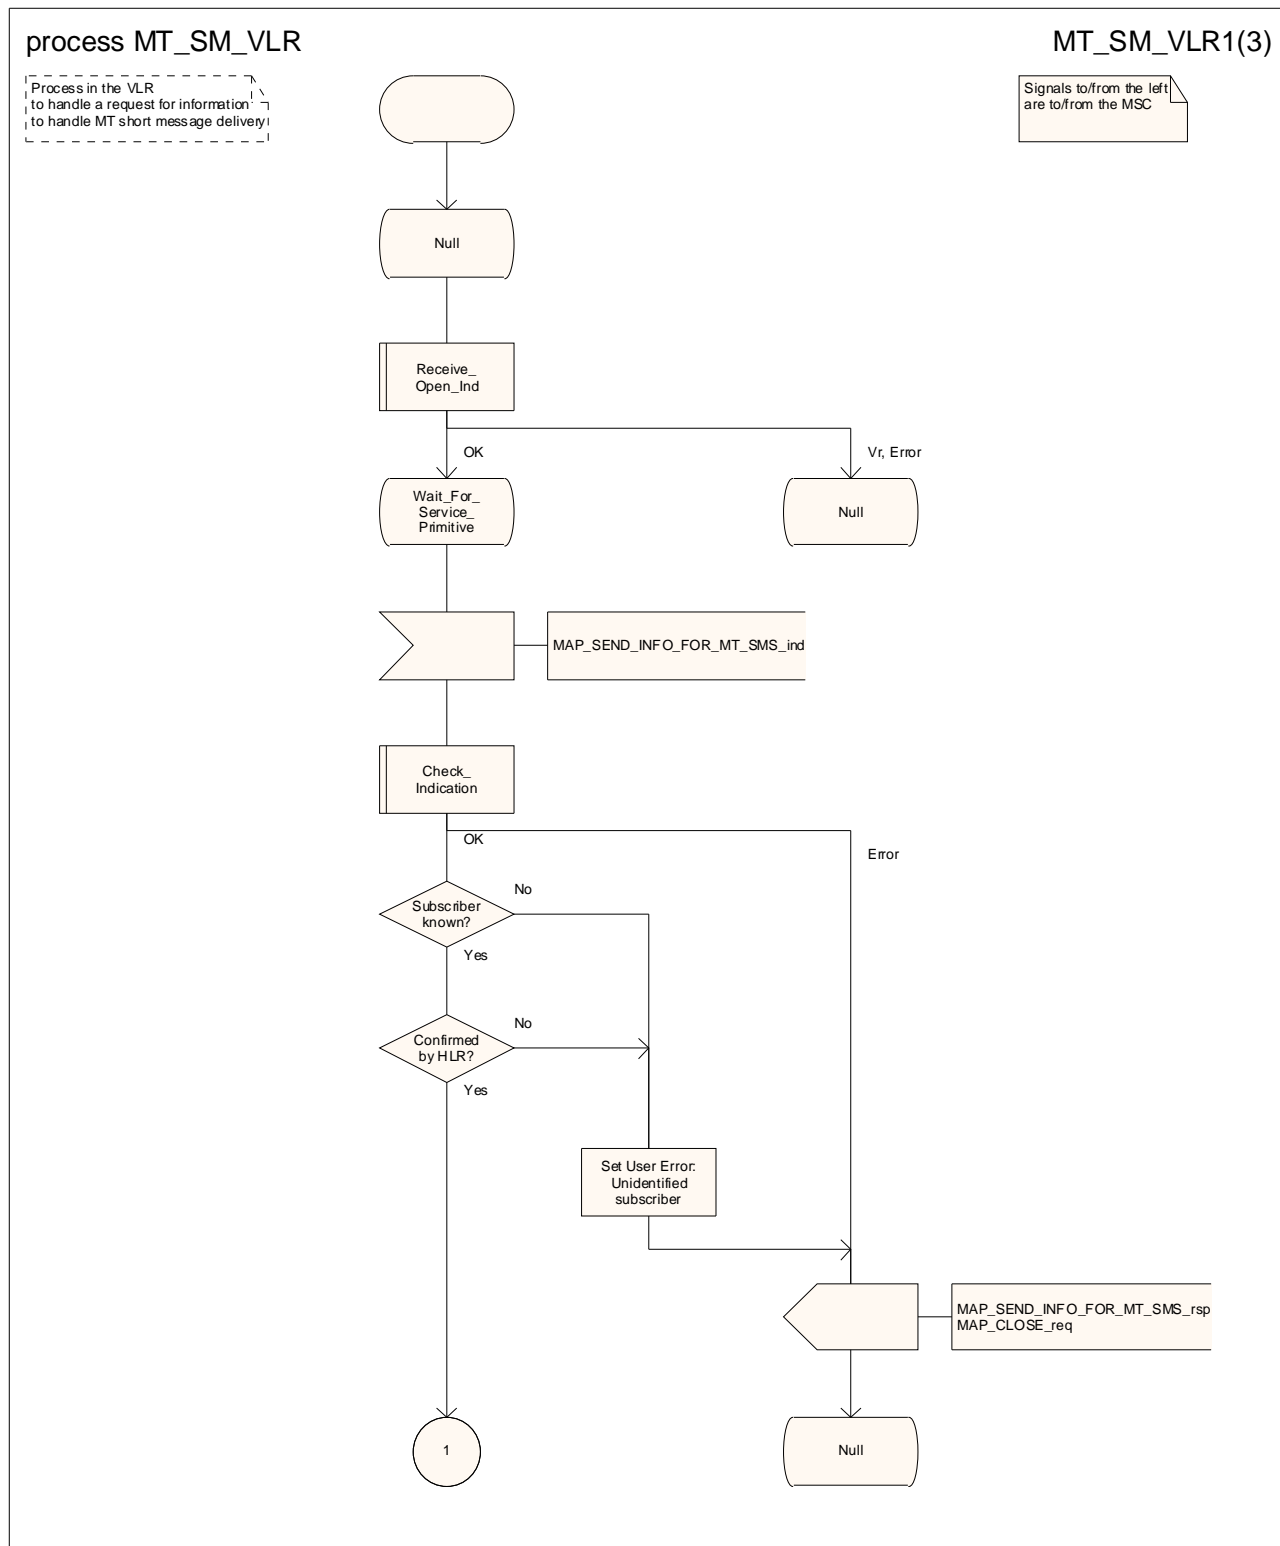 process MT_SM_VLR
MT_SM_VLR1(3)
Process in the VLR
to handle a request for information
to handle MT short message delivery
Signals to/from the left
are to/from the MSC
Null
Receive_
Open_Ind
OK
Vr, Error
Wait_For_
Service_
Primitive
Null
MAP_SEND_INFO_FOR_MT_SMS_ind
Check_
Indication
OK
Error
Subscriber
known?
No
Yes
Confirmed
by HLR?
No
Yes
Set User Error:
Unidentified
subscriber
MAP_SEND_INFO_FOR_MT_SMS_rsp
MAP_CLOSE_req
1
Null